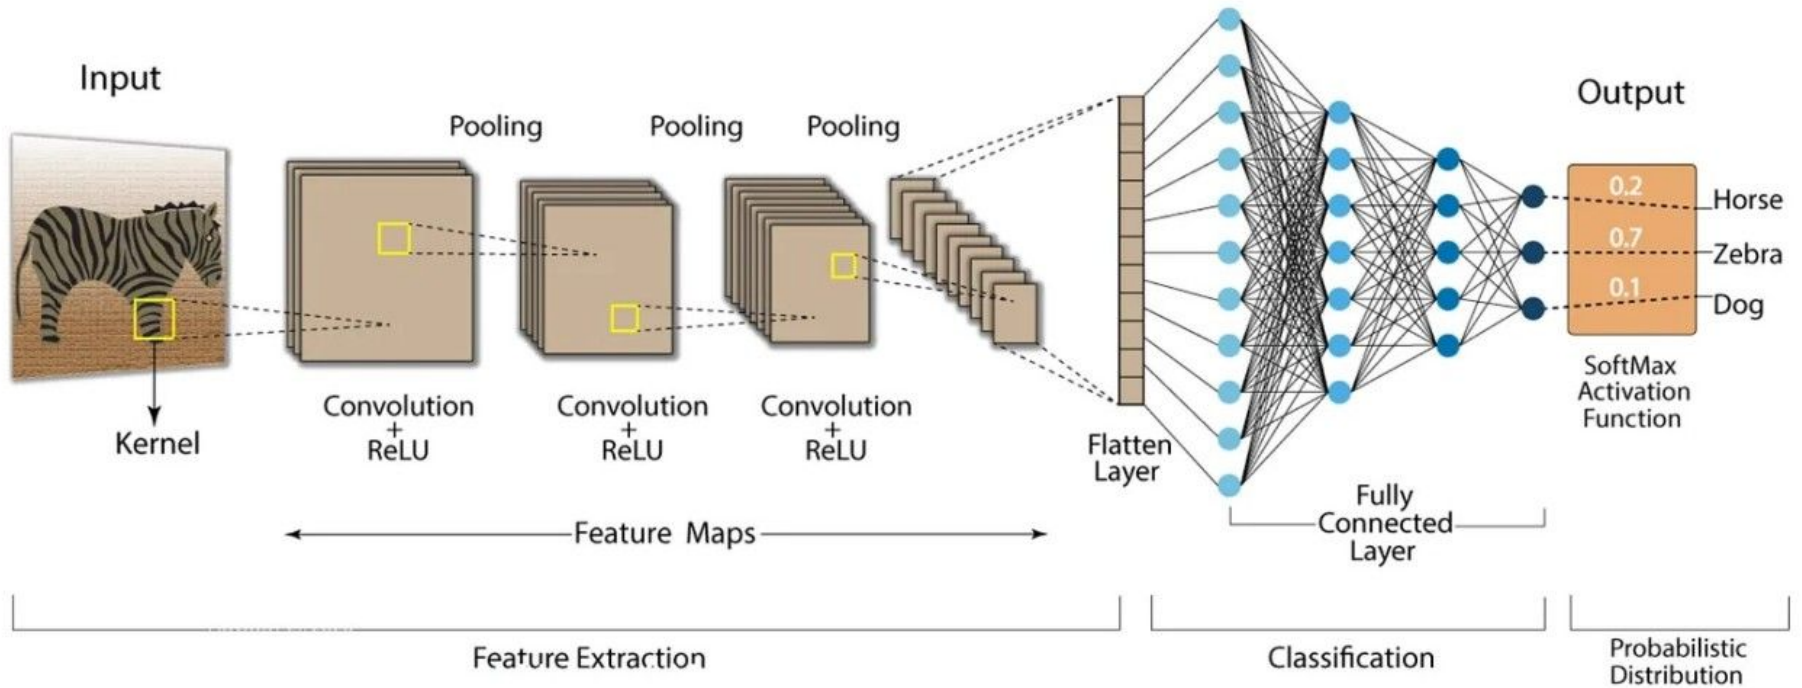 Input
Output
Pooling
Pooling
Pooling
0.2
Horse
0.7
Zebra
0.1
Dog
SoftMax
Activation
Function
Kernel
Convolution
+
ReLU
Convolution
+
ReLU
Convolution
+
ReLU
Flatten
Layer
Fully
Connected
Layer
Feature Maps
Feature Extraction
Classification
Probabilistic
Distribution